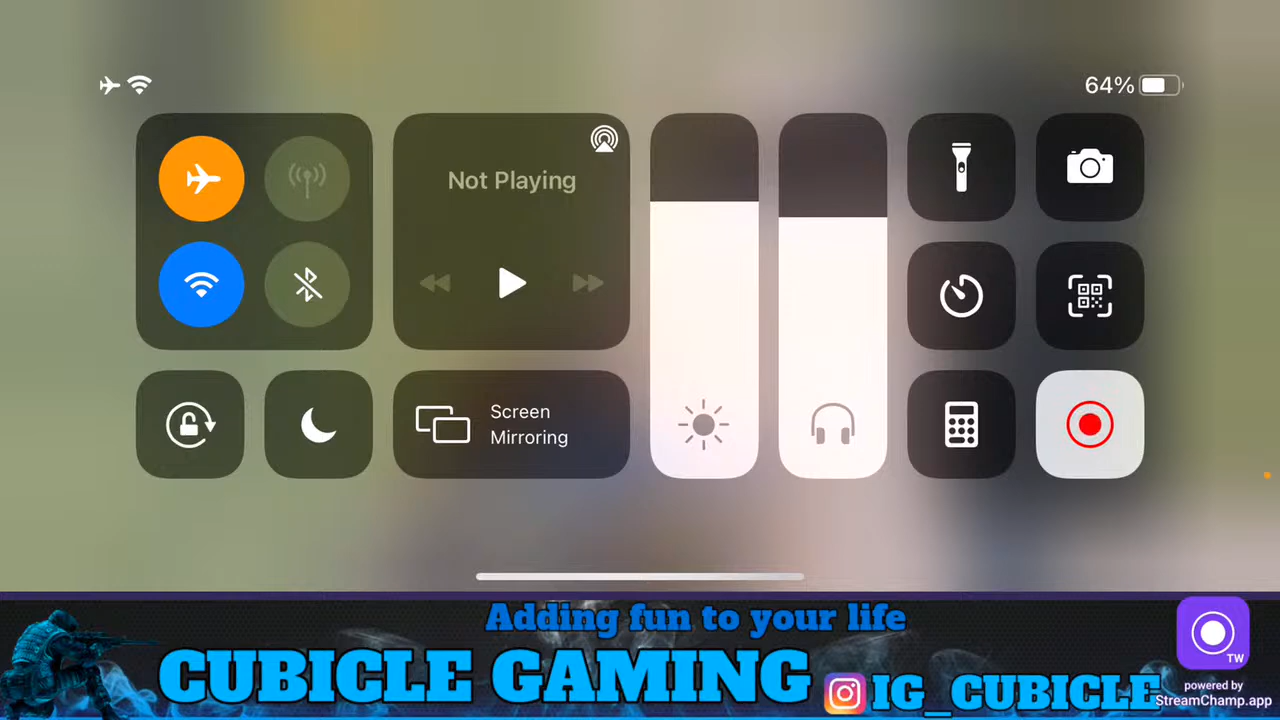 64%
Not Playing
Screen
Mirroring
Adding fun to your life
CUBICLE GAMING
IG_CUBICLE
TW
powered by
StreamChamp.app